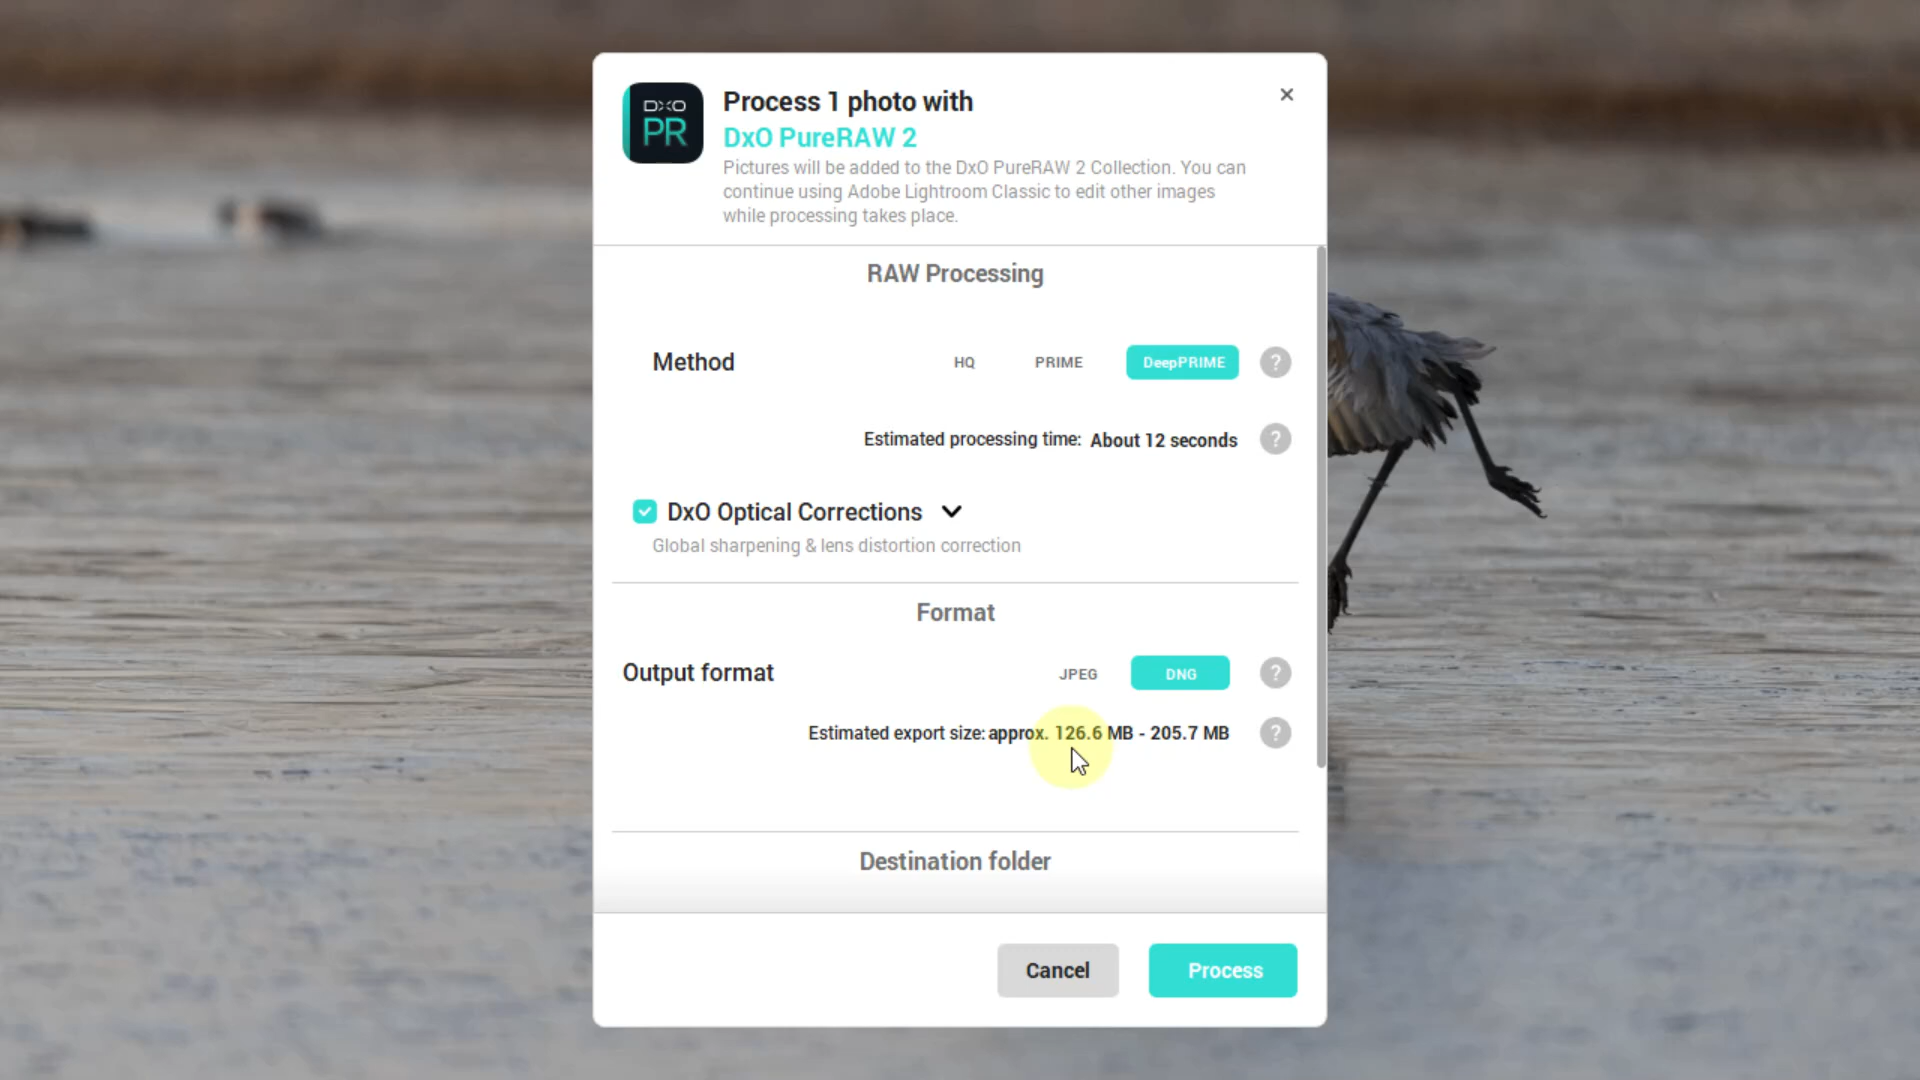 DXO
PR
Process 1 photo with
DxO PureRAW 2
Pictures will be added to the DxO PureRAW 2 Collection. You can
continue using Adobe Lightroom Classic to edit other images
while processing takes place.
RAW Processing
Method HQ PRIME DeepPRIME ?
Estimated processing time: About 12 seconds ?
DxO Optical Corrections
Global sharpening & lens distortion correction
Format
Output format JPEG DNG ?
Estimated export size: approx. 126.6 MB - 205.7 MB ?
Destination folder
Cancel Process